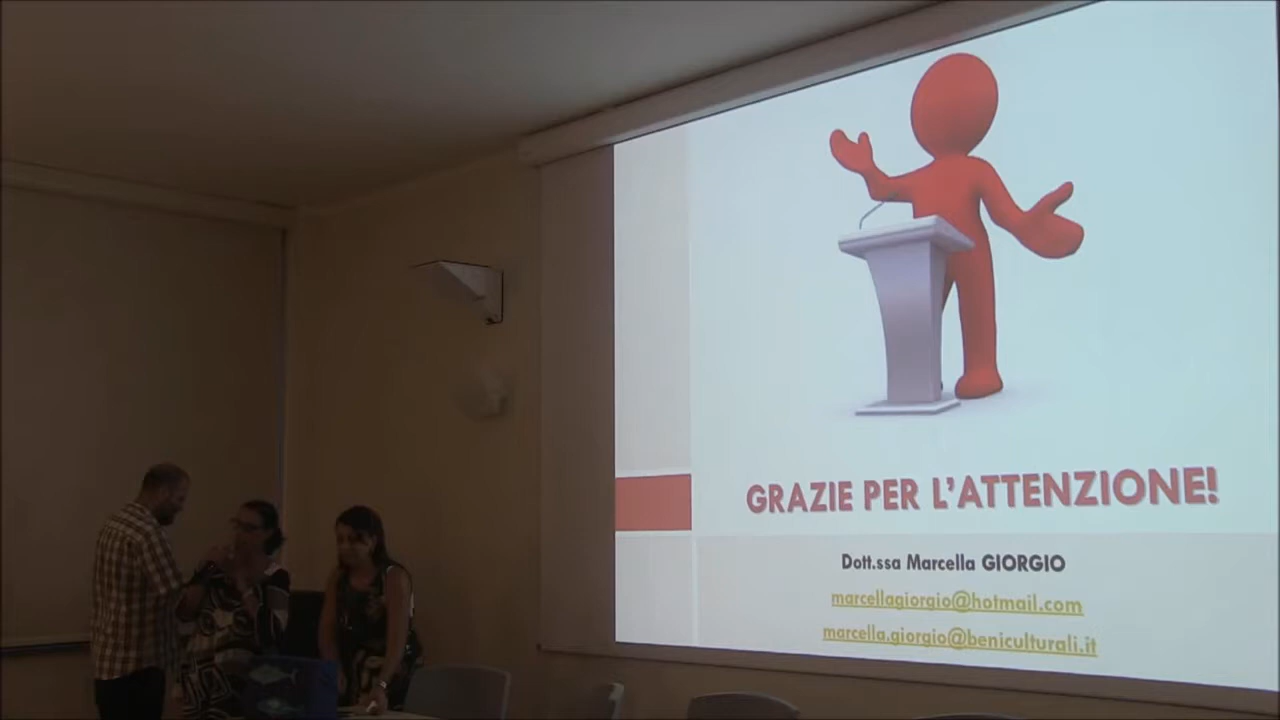 GRAZIE PER L'ATTENZIONE!
Dott.ssa Marcella GIORGIO
marcellagiorgio@hotmail.com
marcella.giorgio@beniculturali.it